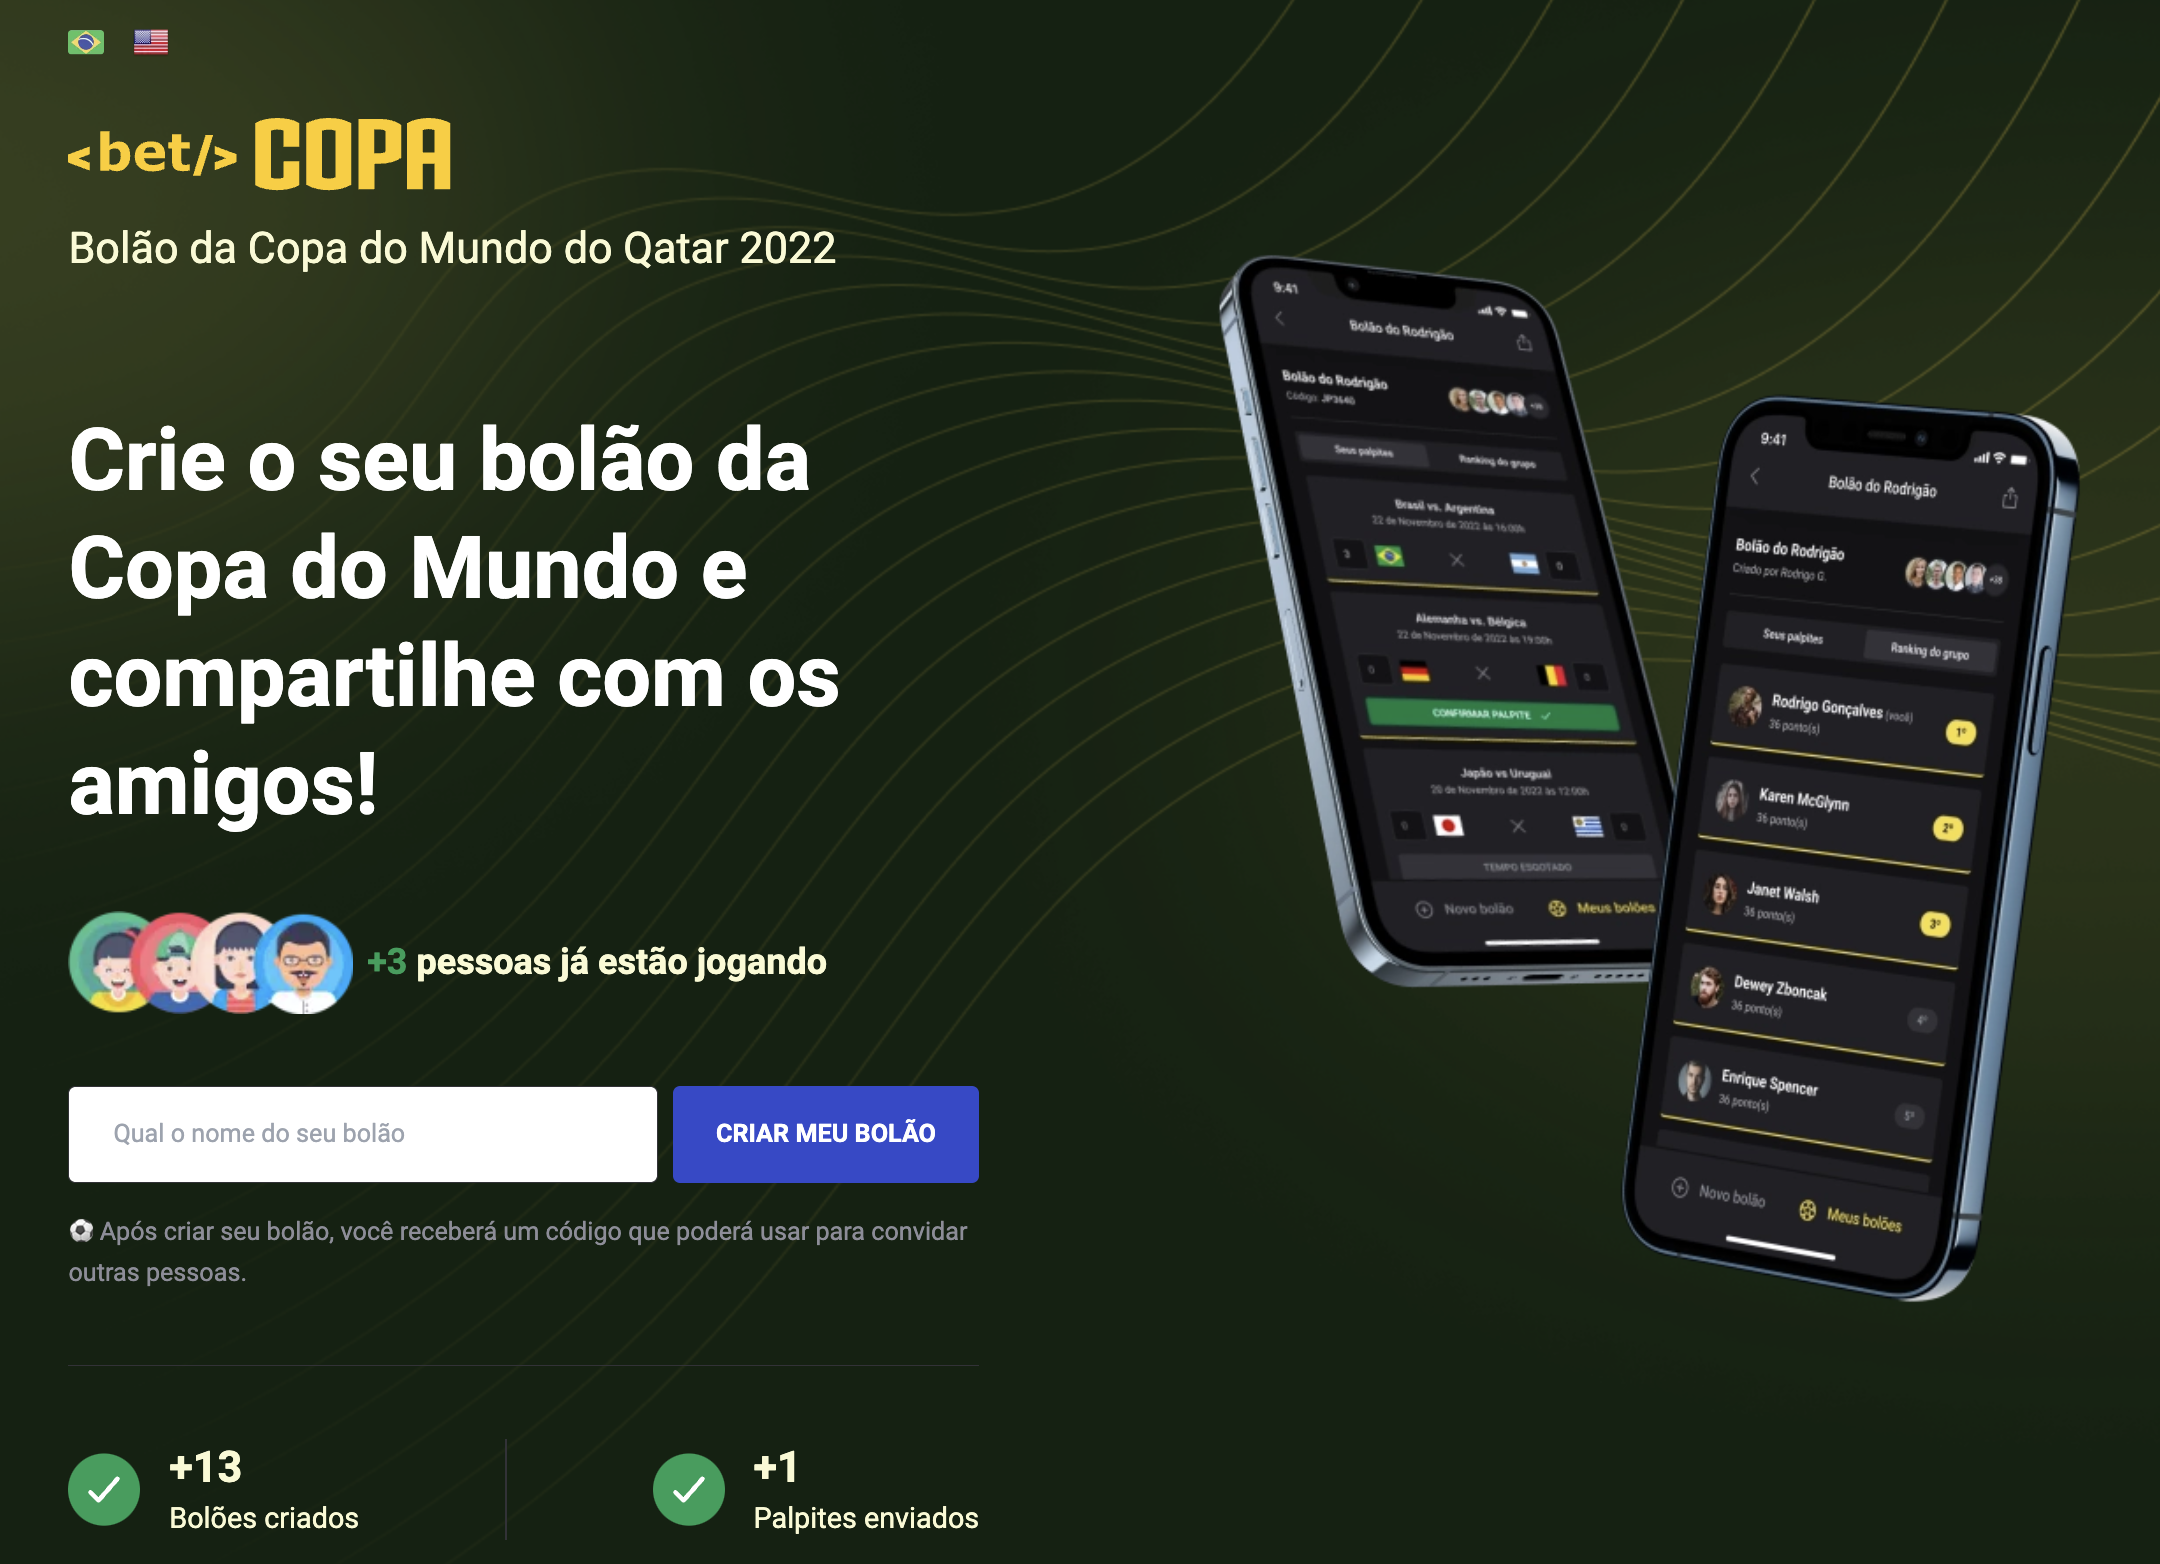 <bet/> COPA
Bolão da Copa do Mundo do Qatar 2022
Crie o seu bolão da
Copa do Mundo e
compartilhe com os
amigos!
+3 pessoas já estão jogando
Qual o nome do seu bolão
CRIAR MEU BOLÃO
Após criar seu bolão, você receberá um código que poderá usar para convidar
outras pessoas.
+13
Bolões criados
+1
Palpites enviados
9:41
Bolão do Rodrigão
Bolão do Rodrigão
Código: JP3640
Seus palpites
Ranking do grupo
Brasil vs. Argentina
22 de Novembro de 2022 às 16:00h
3
0
Alemanha vs. Bélgica
22 de Novembro de 2022 às 19:00h
0
0
CONFIRMAR PALPITE
Japão vs Uruguai
20 de Novembro de 2022 às 12:00h
0
0
TEMPO ESGOTADO
Novo bolão
Meus bolões
9:41
Bolão do Rodrigão
Bolão do Rodrigão
Criado por Rodrigo G.
Seus palpites
Ranking do grupo
Rodrigo Gonçalves (você)
36 ponto(s)
1º
Karen McGlynn
36 ponto(s)
2º
Janet Walsh
36 ponto(s)
3º
Dewey Zboncak
36 ponto(s)
4º
Enrique Spencer
36 ponto(s)
5º
Novo bolão
Meus bolões